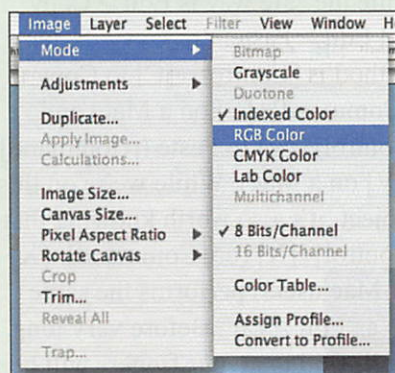 Image Layer Select Filter View Window H
Mode
Adjustments
Duplicate...
Apply Image...
Calculations...
Image Size...
Canvas Size...
Pixel Aspect Ratio
Rotate Canvas
Crop
Trim...
Reveal All
Trap...
Bitmap
Grayscale
Duotone
✓ Indexed Color
RGB Color
CMYK Color
Lab Color
Multichannel
✓ 8 Bits/Channel
16 Bits/Channel
Color Table...
Assign Profile...
Convert to Profile...